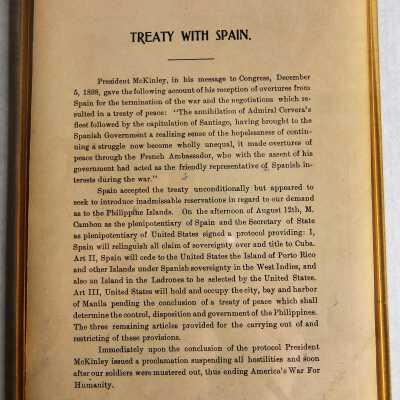 TREATY WITH SPAIN.
President McKinley, in his message to Congress, December
5, 1898, gave the following account of his reception of overtures from
Spain for the termination of the war and the negotiations which re-
sulted in a treaty of peace: "The annihilation of Admiral Cervera's
fleet followed by the capitulation of Santiago, having brought to the
Spanish Government a realizing sense of the hopelessness of contin-
uing a struggle now become wholly unequal, it made overtures of
peace through the French Ambassador, who with the assent of his
government had acted as the friendly representative of Spanish in-
terests during the war."
Spain accepted the treaty unconditionally but appeared to
seek to introduce inadmissable reservations in regard to our demand
as to the Philippine Islands. On the afternoon of August 12th, M.
Cambon as the plenipotentiary of Spain and the Secretary of State
as plenipotentiary of United States signed a protocol providing: 1,
Spain will relinquish all claim of sovereignty over and title to Cuba.
Art II, Spain will cede to the United States the Island of Porto Rico
and other Islands under Spanish sovereignty in the West Indies, and
also an Island in the Ladrones to be selected by the United States.
Art III, United States will hold and occupy the city, bay and harbor
of Manila pending the conclusion of a treaty of peace which shall
determine the control, disposition and government of the Philippines.
The three remaining articles provided for the carrying out of and
restricting of these provisions.
Immediately upon conclusion of the protocol President
McKinley issued a proclamation suspending all hostilities and soon
after our soldiers were mustered out, thus ending America's War For
Humanity.